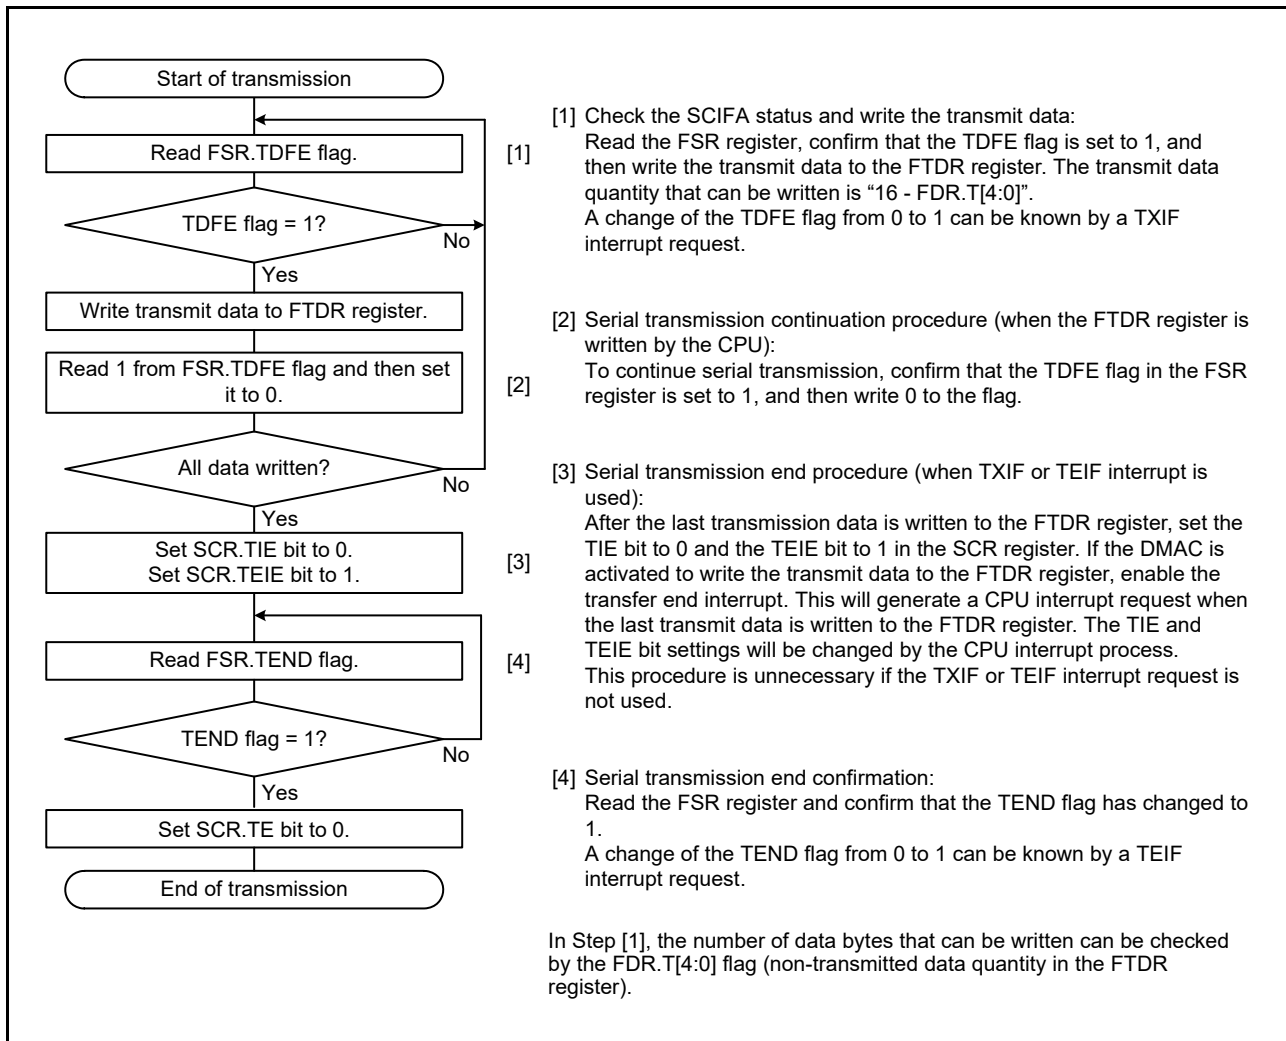 Start of transmission
Read FSR.TDFE flag.
[1]
TDFE flag = 1?
No
Yes
Write transmit data to FTDR register.
Read 1 from FSR.TDFE flag and then set
it to 0.
[2]
All data written?
No
Yes
Set SCR.TIE bit to 0.
Set SCR.TEIE bit to 1.
[3]
Read FSR.TEND flag.
[4]
TEND flag = 1?
No
Yes
Set SCR.TE bit to 0.
End of transmission
[1] Check the SCIFA status and write the transmit data:
Read the FSR register, confirm that the TDFE flag is set to 1, and
then write the transmit data to the FTDR register. The transmit data
quantity that can be written is “16 - FDR.T[4:0]”.
A change of the TDFE flag from 0 to 1 can be known by a TXIF
interrupt request.
[2] Serial transmission continuation procedure (when the FTDR register is
written by the CPU):
To continue serial transmission, confirm that the TDFE flag in the FSR
register is set to 1, and then write 0 to the flag.
[3] Serial transmission end procedure (when TXIF or TEIF interrupt is
used):
After the last transmission data is written to the FTDR register, set the
TIE bit to 0 and the TEIE bit to 1 in the SCR register. If the DMAC is
activated to write the transmit data to the FTDR register, enable the
transfer end interrupt. This will generate a CPU interrupt request when
the last transmit data is written to the FTDR register. The TIE and
TEIE bit settings will be changed by the CPU interrupt process.
This procedure is unnecessary if the TXIF or TEIF interrupt request is
not used.
[4] Serial transmission end confirmation:
Read the FSR register and confirm that the TEND flag has changed to
1.
A change of the TEND flag from 0 to 1 can be known by a TEIF
interrupt request.
In Step [1], the number of data bytes that can be written can be checked
by the FDR.T[4:0] flag (non-transmitted data quantity in the FTDR
register).